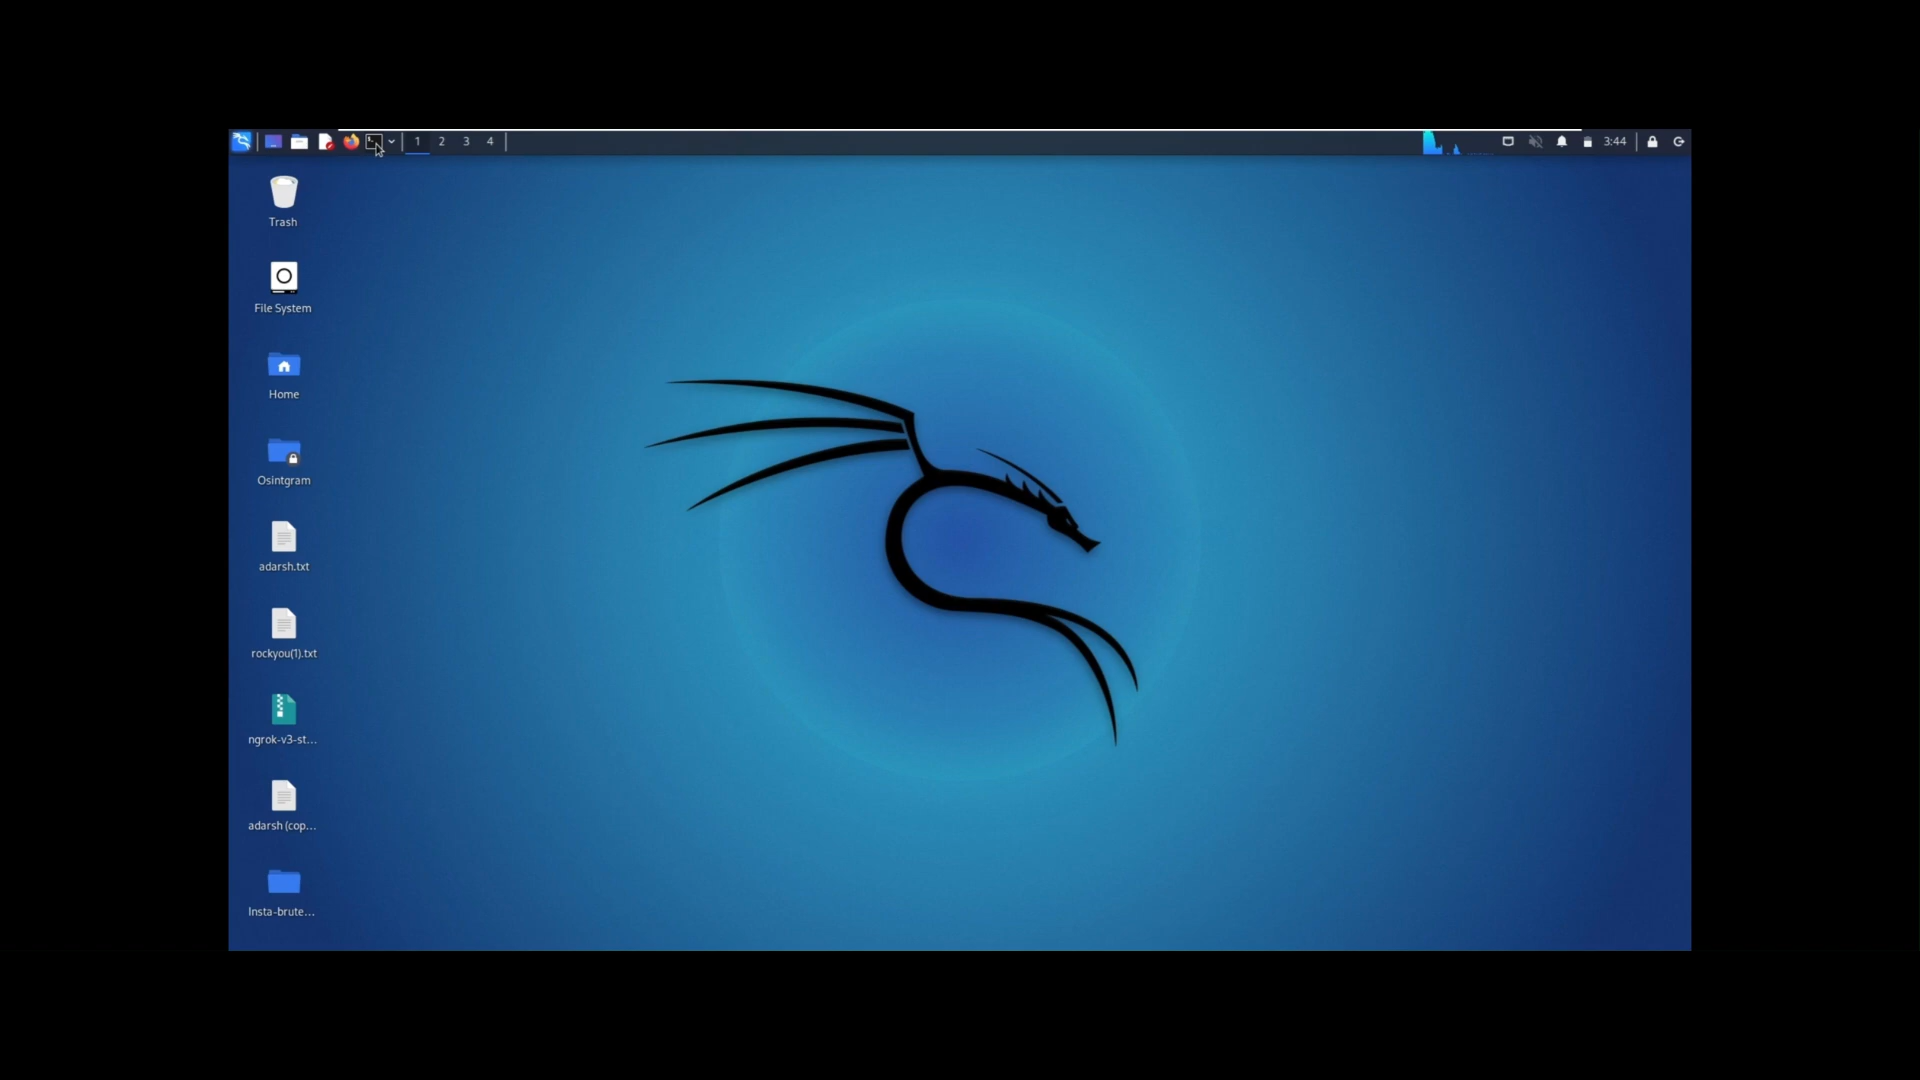 1 2 3 4 3:44
Trash
File System
Home
Osintgram
adarsh.txt
rockyou(1).txt
ngrok-v3-st...
adarsh (cop...
Insta-brute...